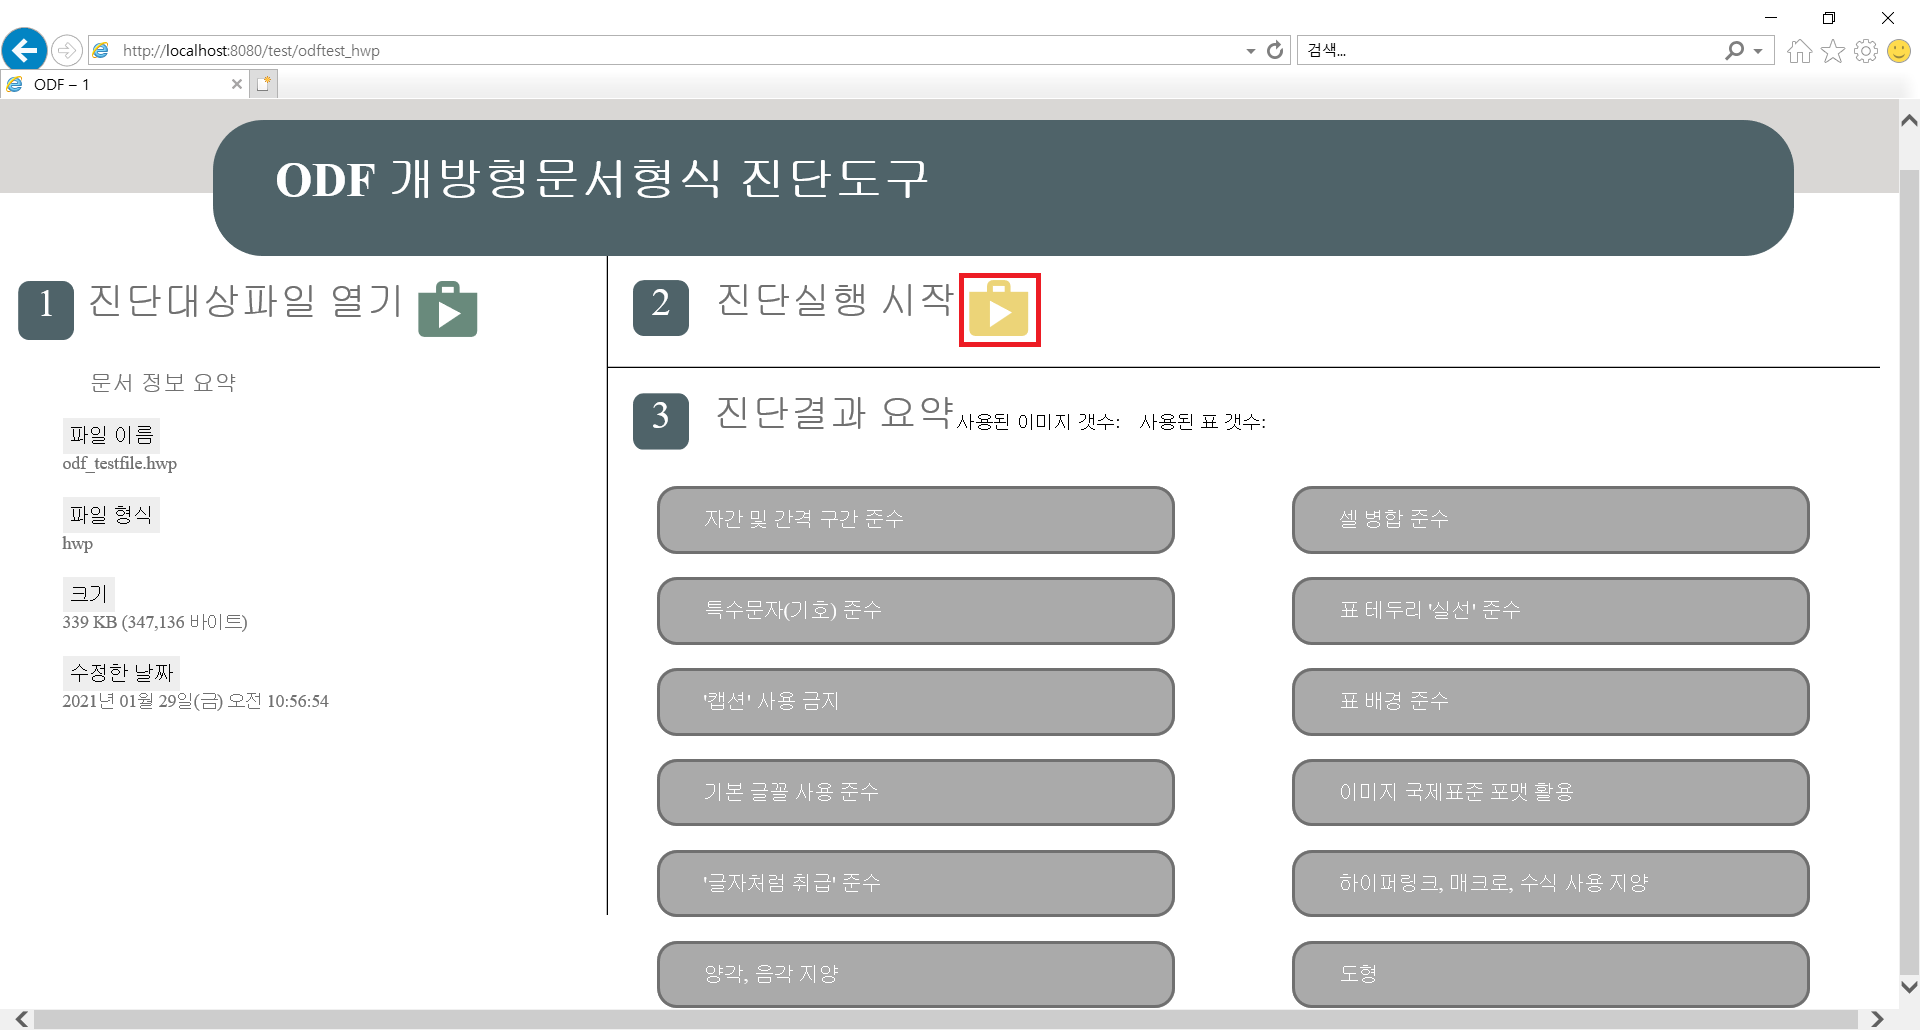 http://localhost:8080/test/odftest_hwp
검색...
ODF – 1
ODF 개방형문서형식 진단도구
1 진단대상파일 열기
문서 정보 요약
파일 이름
odf_testfile.hwp
파일 형식
hwp
크기
339 KB (347,136 바이트)
수정한 날짜
2021년 01월 29일(금) 오전 10:56:54
2 진단실행 시작
3 진단결과 요약 사용된 이미지 갯수: 사용된 표 갯수:
자간 및 간격 구간 준수
셀 병합 준수
특수문자(기호) 준수
표 테두리 '실선' 준수
'캡션' 사용 금지
표 배경 준수
기본 글꼴 사용 준수
이미지 국제표준 포맷 활용
'글자처럼 취급' 준수
하이퍼링크, 매크로, 수식 사용 지양
양각, 음각 지양
도형